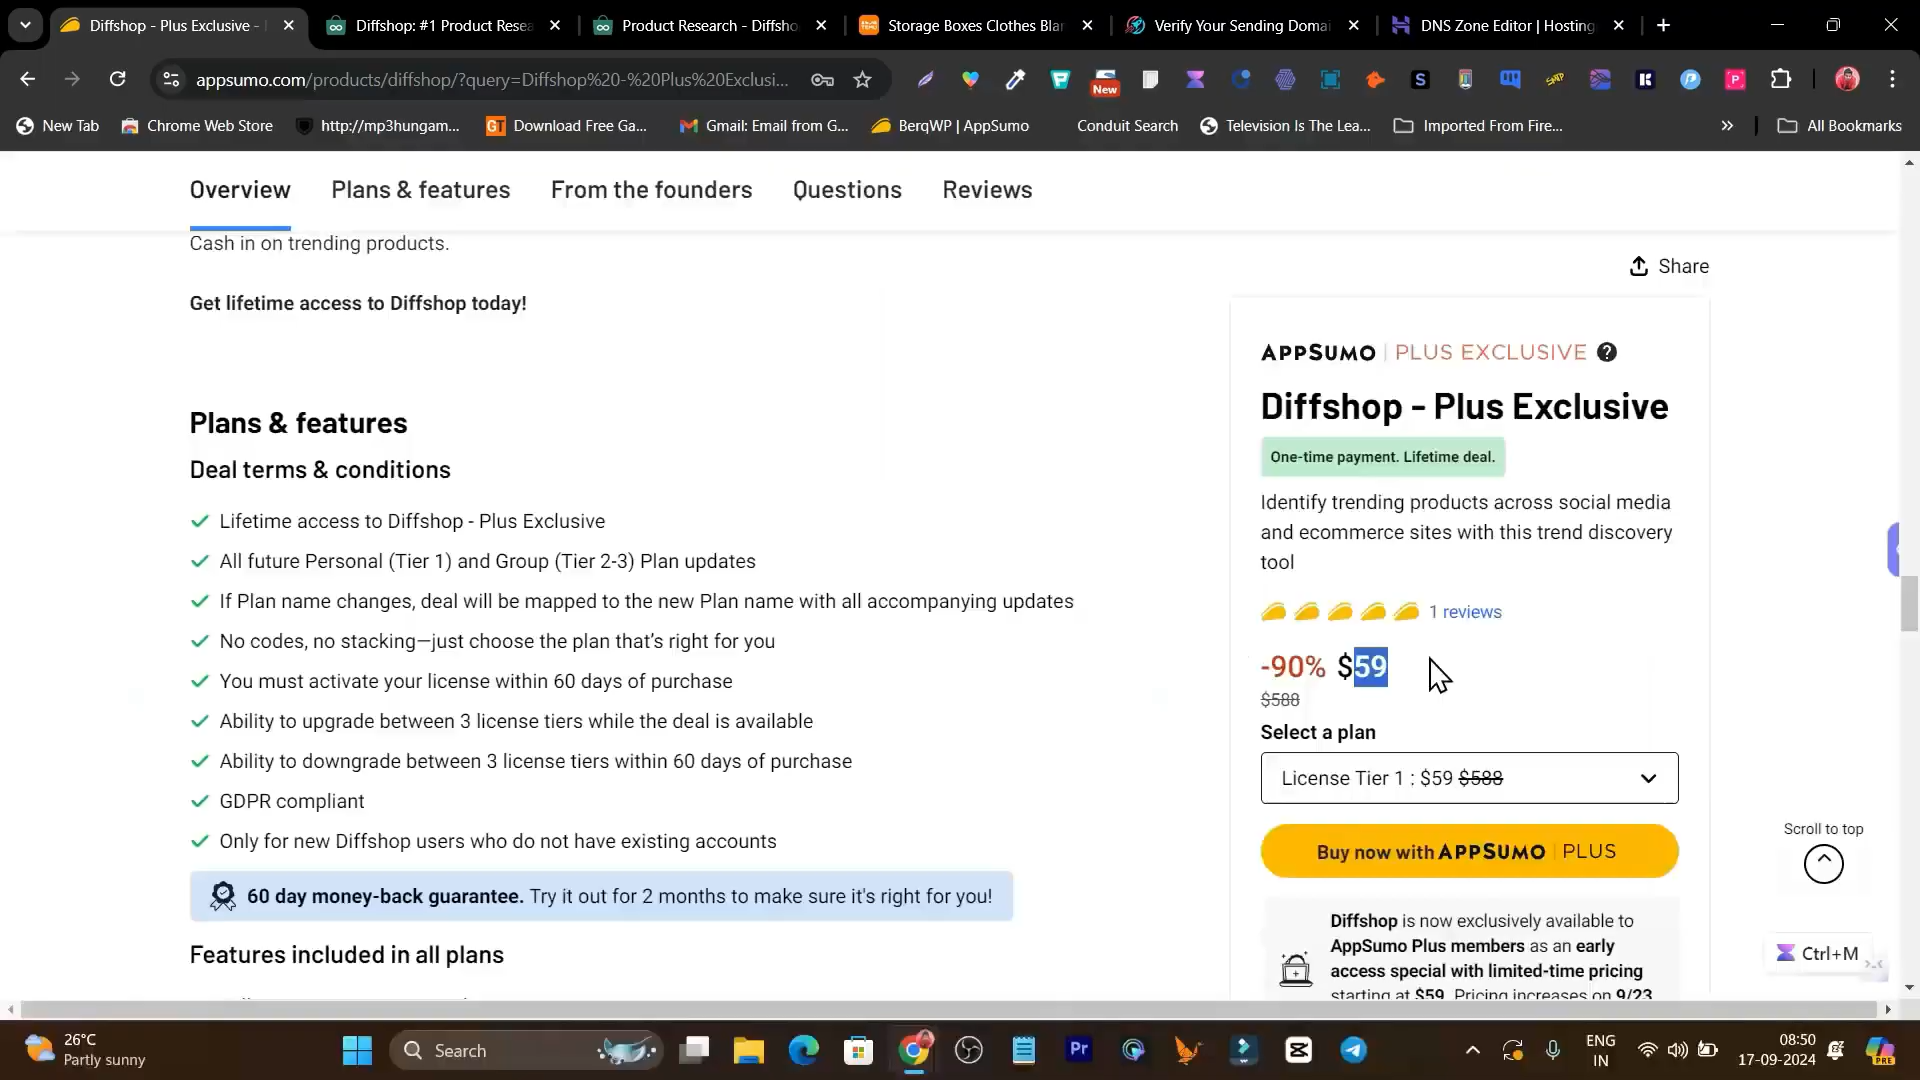 Diffshop - Plus Exclusive -
Diffshop: #1 Product Resea
Product Research - Diffsho
Storage Boxes Clothes Blan
Verify Your Sending Domai
DNS Zone Editor | Hosting
appsumo.com/products/diffshop/?query=Diffshop%20-%20Plus%20Exclusi...
New
New Tab
Chrome Web Store
http://mp3hungam...
Download Free Ga...
Gmail: Email from G...
BerqWP | AppSumo
Conduit Search
Television Is The Lea...
Imported From Fire...
All Bookmarks
Overview
Plans & features
From the founders
Questions
Reviews
Cash in on trending products.
Get lifetime access to Diffshop today!
Plans & features
Deal terms & conditions
Lifetime access to Diffshop - Plus Exclusive
All future Personal (Tier 1) and Group (Tier 2-3) Plan updates
If Plan name changes, deal will be mapped to the new Plan name with all accompanying updates
No codes, no stacking—just choose the plan that's right for you
You must activate your license within 60 days of purchase
Ability to upgrade between 3 license tiers while the deal is available
Ability to downgrade between 3 license tiers within 60 days of purchase
GDPR compliant
Only for new Diffshop users who do not have existing accounts
60 day money-back guarantee. Try it out for 2 months to make sure it's right for you!
Features included in all plans
Share
APPSUMO | PLUS EXCLUSIVE
Diffshop - Plus Exclusive
One-time payment. Lifetime deal.
Identify trending products across social media
and ecommerce sites with this trend discovery
tool
1 reviews
-90% $59
$588
Select a plan
License Tier 1 : $59 $588
Buy now with APPSUMO | PLUS
Diffshop is now exclusively available to
AppSumo Plus members as an early
access special with limited-time pricing
starting at $59. Pricing increases on 9/23
Scroll to top
Ctrl+M
26°C
Partly sunny
Search
ENG
IN
08:50
17-09-2024